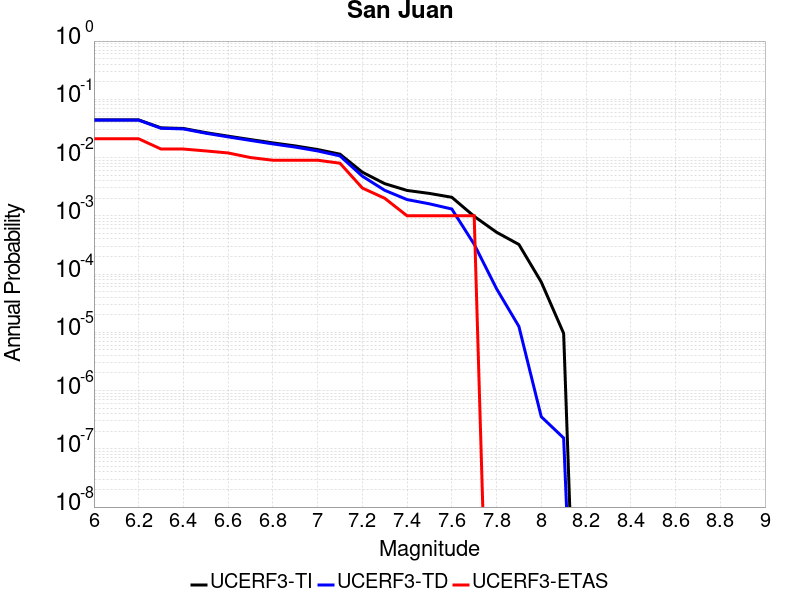 San Juan
10^0
10^-1
10^-2
10^-3
10^-4
10^-5
10^-6
10^-7
10^-8
Annual Probability
6 6.2 6.4 6.6 6.8 7 7.2 7.4 7.6 7.8 8 8.2 8.4 8.6 8.8 9
Magnitude
UCERF3-TI UCERF3-TD UCERF3-ETAS